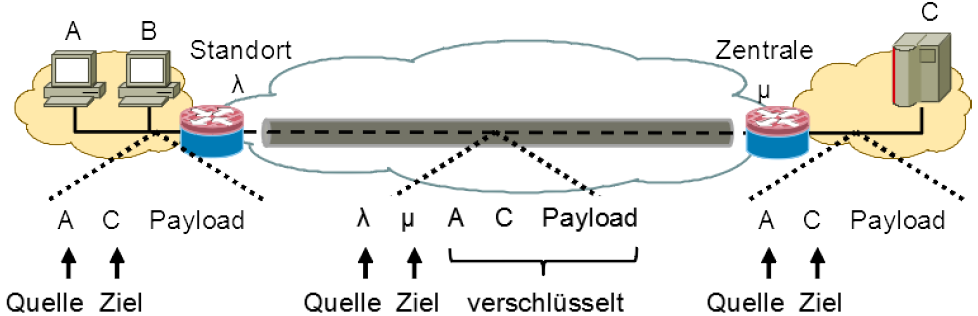 A B C
Standort Zentrale
λ μ
A C Payload λ μ A C Payload A C Payload
Quelle Ziel Quelle Ziel verschlüsselt Quelle Ziel